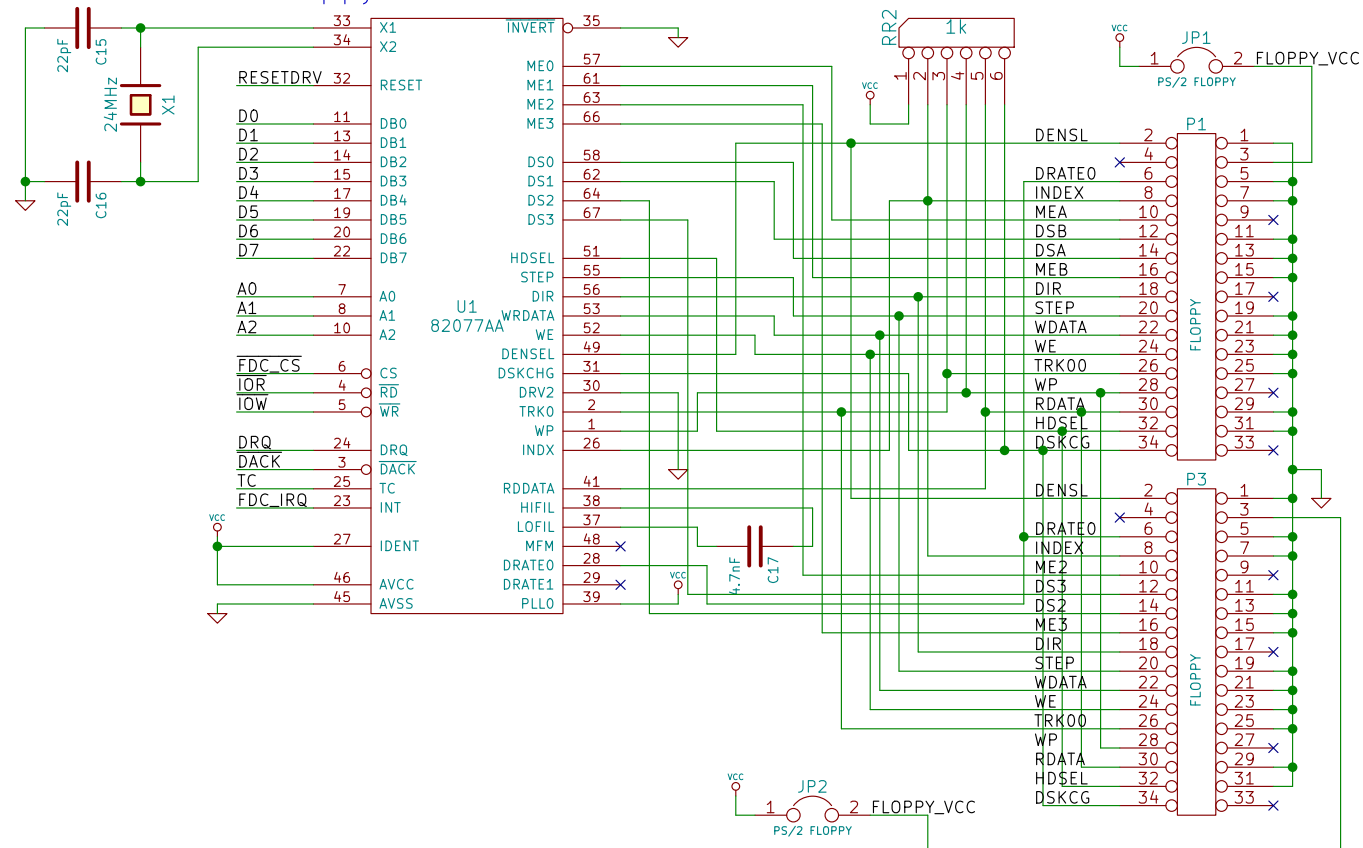 33 X1
34 X2
22pF C15
24MHz X1
22pF C16
RESETDRV 32 RESET
D0 11 DB0
D1 13 DB1
D2 14 DB2
D3 15 DB3
D4 17 DB4
D5 19 DB5
D6 20 DB6
D7 22 DB7
A0 7 A0
A1 8 A1
A2 10 A2
FDC_CS 6 CS
IOR 4 RD
IOW 5 WR
DRQ 24 DRQ
DACK 3 DACK
TC 25 TC
FDC_IRQ 23 INT
VCC
27 IDENT
46 AVCC
45 AVSS
U1
82077AA
INVERT 35
ME0 57
ME1 61
ME2 63
ME3 66
DS0 58
DS1 62
DS2 64
DS3 67
HDSEL 51
STEP 55
DIR 56
WRDATA 53
WE 52
DENSEL 49
DSKCHG 31
DRV2 30
TRK0 2
WP 1
INDX 26
RDDATA 41
HIFIL 38
LOFIL 37
MFM 48
DRATE0 28
DRATE1 29
PLL0 39
VCC
4.7nF C17
RR2 1k
1 2 3 4 5 6
VCC
VCC
JP1
1 2 FLOPPY_VCC
PS/2 FLOPPY
P1
FLOPPY
DENSL 2 1
4 3
DRATE0 6 5
INDEX 8 7
MEA 10 9
DSB 12 11
DSA 14 13
MEB 16 15
DIR 18 17
STEP 20 19
WDATA 22 21
WE 24 23
TRK00 26 25
WP 28 27
RDATA 30 29
HDSEL 32 31
DSKCG 34 33
P3
FLOPPY
DENSL 2 1
4 3
DRATE0 6 5
INDEX 8 7
ME2 10 9
DS3 12 11
DS2 14 13
ME3 16 15
DIR 18 17
STEP 20 19
WDATA 22 21
WE 24 23
TRK00 26 25
WP 28 27
RDATA 30 29
HDSEL 32 31
DSKCG 34 33
VCC
JP2
1 2 FLOPPY_VCC
PS/2 FLOPPY